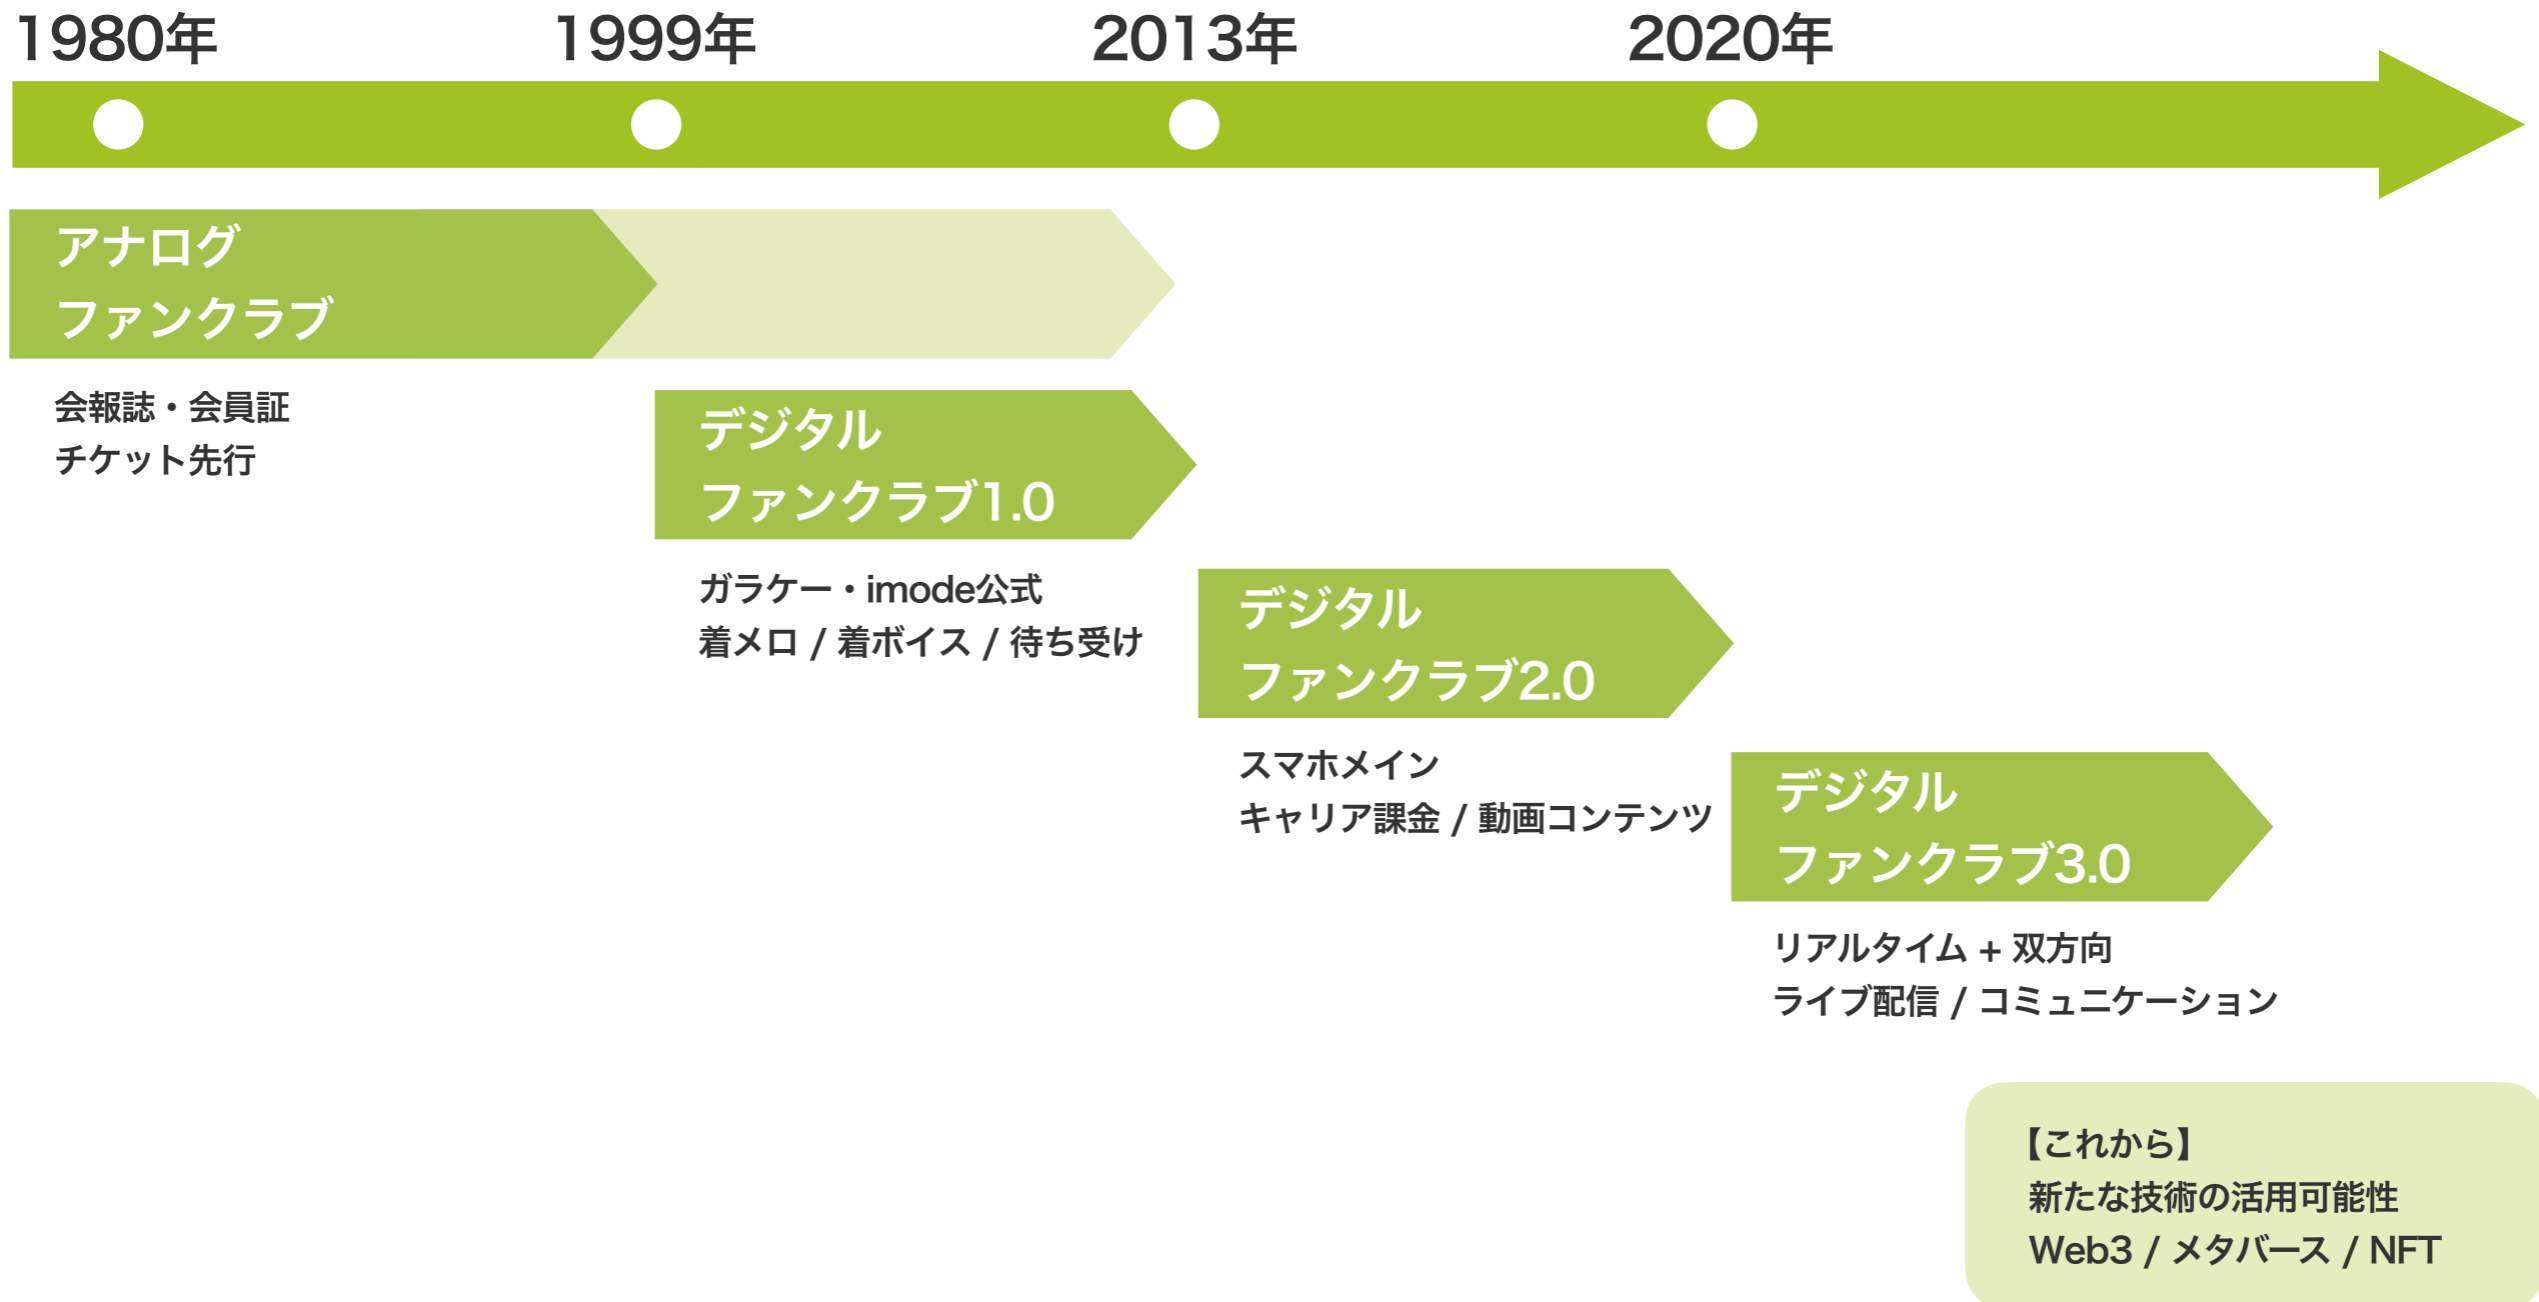 1980年
1999年
2013年
2020年
アナログ
ファンクラブ
会報誌・会員証
チケット先行
デジタル
ファンクラブ1.0
ガラケー・imode公式
着メロ / 着ボイス / 待ち受け
デジタル
ファンクラブ2.0
スマホメイン
キャリア課金 / 動画コンテンツ
デジタル
ファンクラブ3.0
リアルタイム + 双方向
ライブ配信 / コミュニケーション
【これから】
新たな技術の活用可能性
Web3 / メタバース / NFT